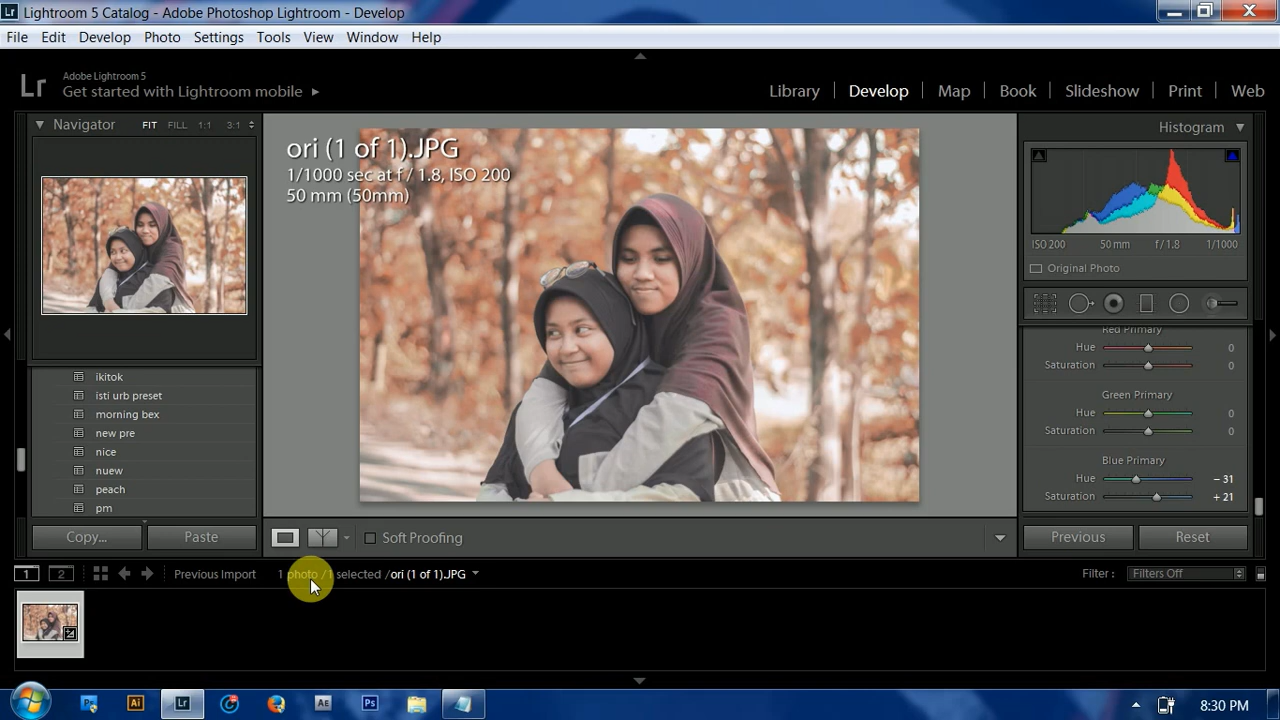 Lr Lightroom 5 Catalog - Adobe Photoshop Lightroom - Develop
File Edit Develop Photo Settings Tools View Window Help
Lr Adobe Lightroom 5
Get started with Lightroom mobile
Library Develop Map Book Slideshow Print Web
Navigator FIT FILL 1:1 3:1
Histogram
ori (1 of 1).JPG
1/1000 sec at f / 1.8, ISO 200
50 mm (50mm)
ISO 200 50 mm f / 1.8 1/1000
Original Photo
Red Primary
Hue 0
Saturation 0
Green Primary
Hue 0
Saturation 0
Blue Primary
Hue - 31
Saturation + 21
ikitok
isti urb preset
morning bex
new pre
nice
nuew
peach
pm
Copy... Paste
Soft Proofing
Previous Reset
1 2 Previous Import 1 photo / 1 selected / ori (1 of 1).JPG
Filter : Filters Off
Ai Lr Ae Ps 8:30 PM